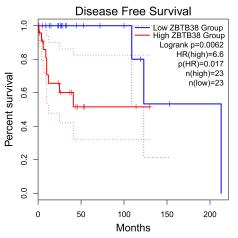 Disease Free Survival
Low ZBTB38 Group
High ZBTB38 Group
Logrank p=0.0062
HR(high)=6.6
p(HR)=0.017
n(high)=23
n(low)=23
Percent survival
1.0
0.8
0.6
0.4
0.2
0.0
0
50
100
150
200
Months